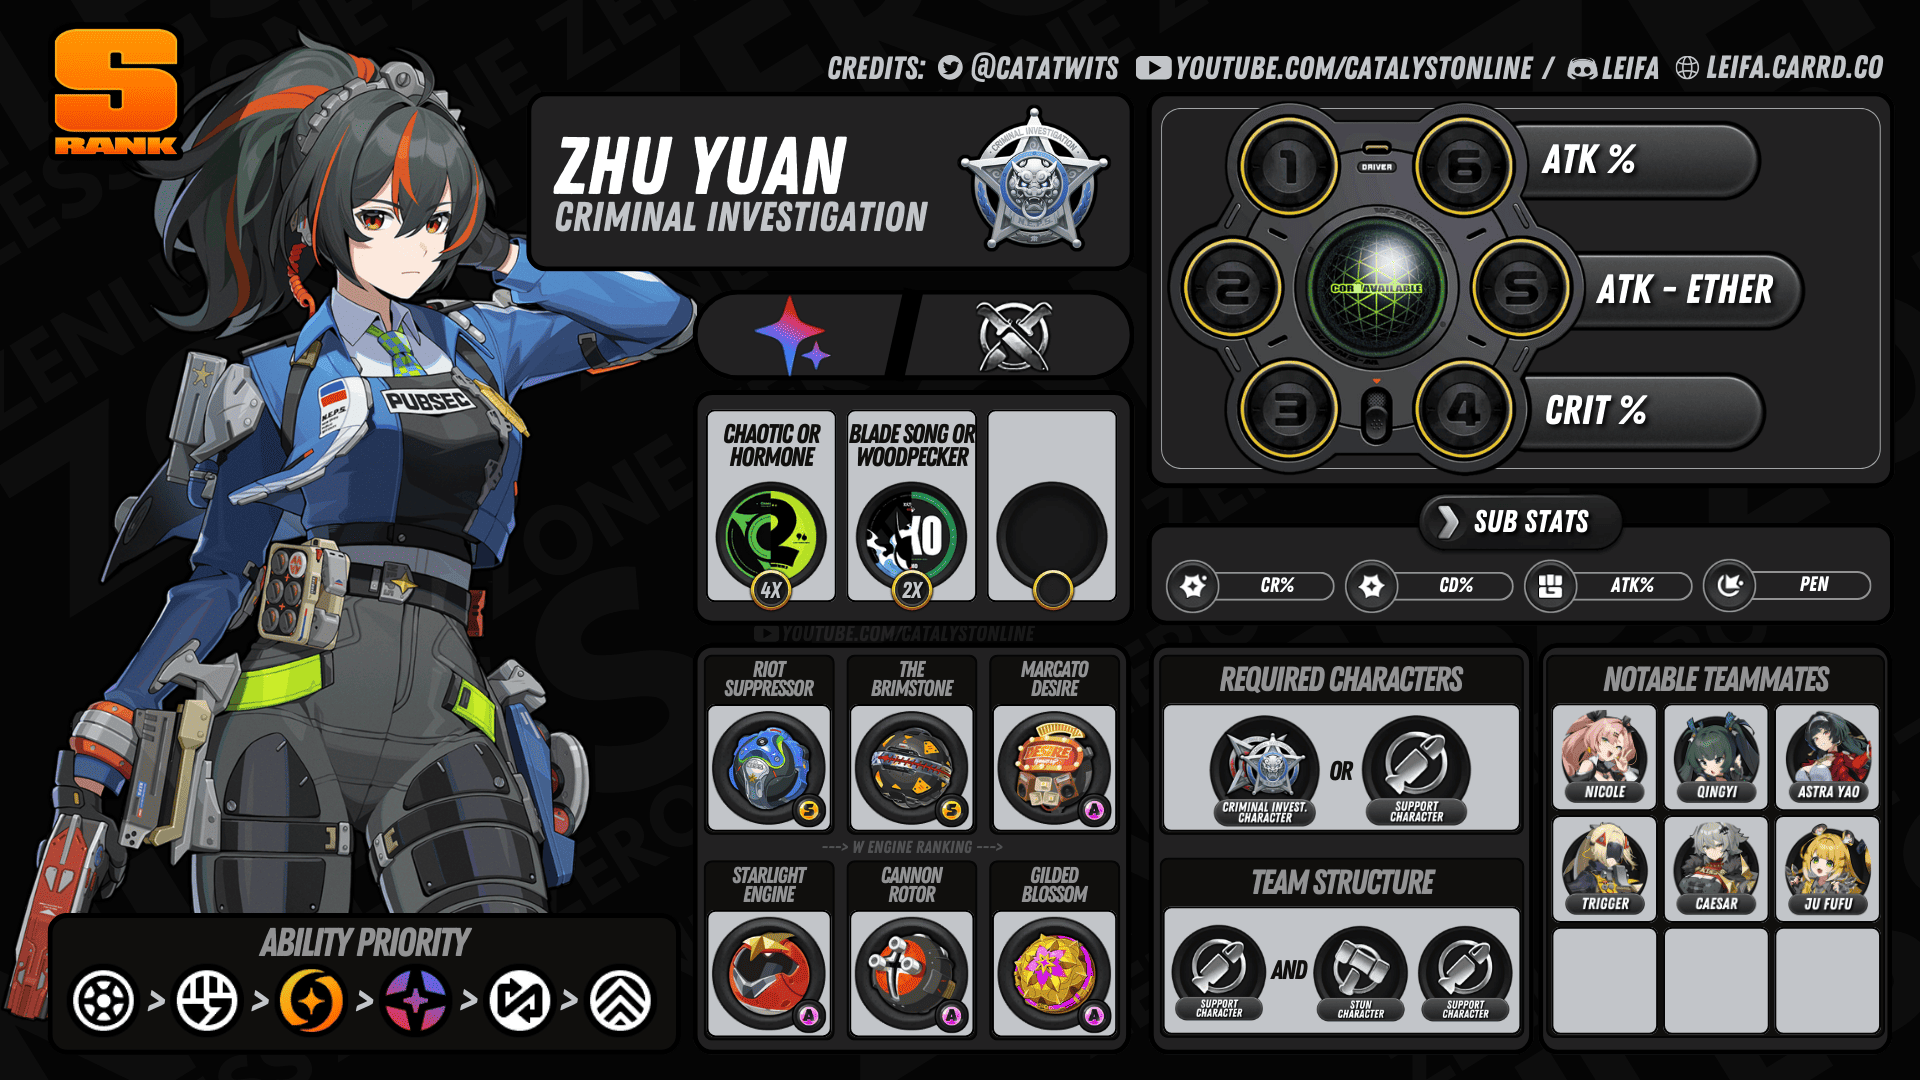 S
RANK
CREDITS: @CATATWITS YOUTUBE.COM/CATALYSTONLINE / LEIFA LEIFA.CARRD.CO
ZHU YUAN
CRIMINAL INVESTIGATION
CRIMINAL INVESTIGATION
N.E.P.S.
PUBSEC
1
6
DRIVER
2
5
3
4
W-ENGINE
ATK %
ATK - ETHER
CRIT %
CHAOTIC OR
HORMONE
4X
BLADE SONG OR
WOODPECKER
2X
SUB STATS
CR%
CD%
ATK%
PEN
YOUTUBE.COM/CATALYSTONLINE
RIOT
SUPPRESSOR
S
THE
BRIMSTONE
S
MARCATO
DESIRE
DESIRE
A
---> W ENGINE RANKING --->
STARLIGHT
ENGINE
A
CANNON
ROTOR
A
GILDED
BLOSSOM
A
REQUIRED CHARACTERS
CRIMINAL INVEST.
CHARACTER
OR
SUPPORT
CHARACTER
TEAM STRUCTURE
SUPPORT
CHARACTER
AND
STUN
CHARACTER
SUPPORT
CHARACTER
NOTABLE TEAMMATES
NICOLE
QINGYI
ASTRA YAO
TRIGGER
CAESAR
JU FUFU
ABILITY PRIORITY
> > > > >